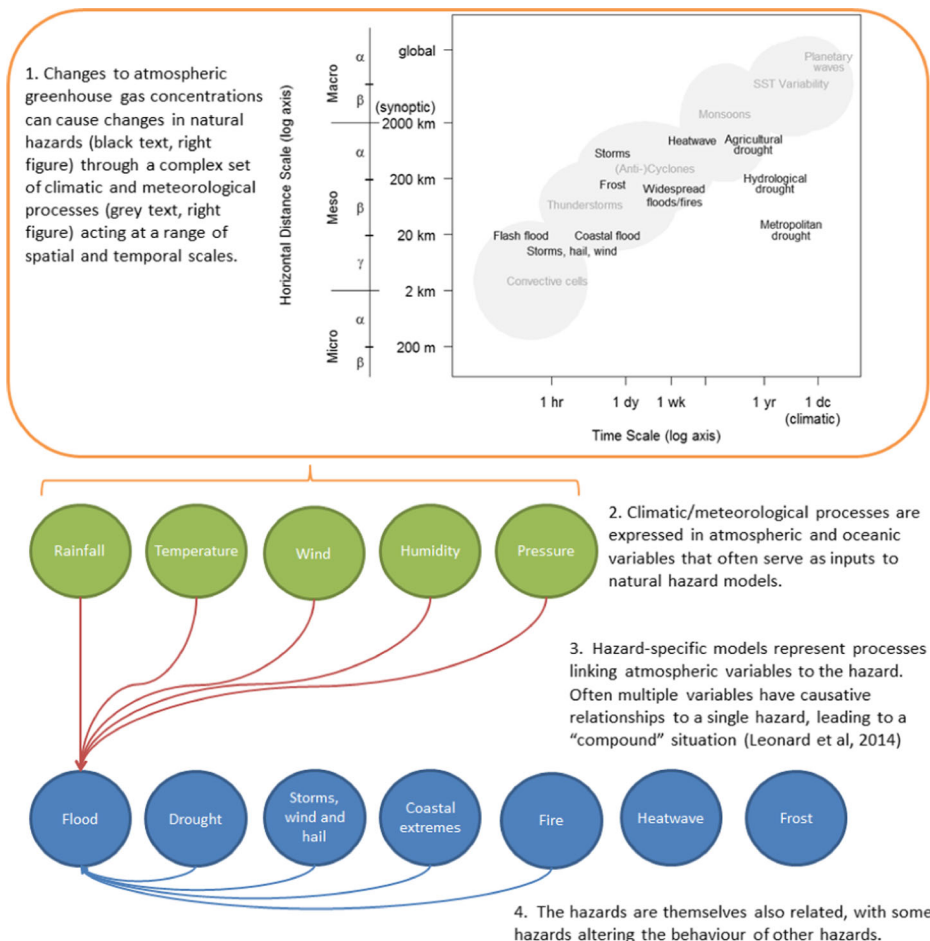 1. Changes to atmospheric
greenhouse gas concentrations
can cause changes in natural
hazards (black text, right
figure) through a complex set
of climatic and meteorological
processes (grey text, right
figure) acting at a range of
spatial and temporal scales.
Horizontal Distance Scale (log axis)
Macro
Meso
Micro
α
β
α
β
γ
α
β
global
(synoptic)
2000 km
200 km
20 km
2 km
200 m
Planetary
waves
SST Variability
Monsoons
Heatwave
Agricultural
drought
Storms
(Anti-)Cyclones
Frost
Widespread
floods/fires
Hydrological
drought
Thunderstorms
Metropolitan
drought
Flash flood
Coastal flood
Storms, hail, wind
Convective cells
1 hr
1 dy
1 wk
1 yr
1 dc
(climatic)
Time Scale (log axis)
Rainfall
Temperature
Wind
Humidity
Pressure
2. Climatic/meteorological processes are
expressed in atmospheric and oceanic
variables that often serve as inputs to
natural hazard models.
3. Hazard-specific models represent processes
linking atmospheric variables to the hazard.
Often multiple variables have causative
relationships to a single hazard, leading to a
“compound” situation (Leonard et al, 2014)
Flood
Drought
Storms,
wind and
hail
Coastal
extremes
Fire
Heatwave
Frost
4. The hazards are themselves also related, with some
hazards altering the behaviour of other hazards.